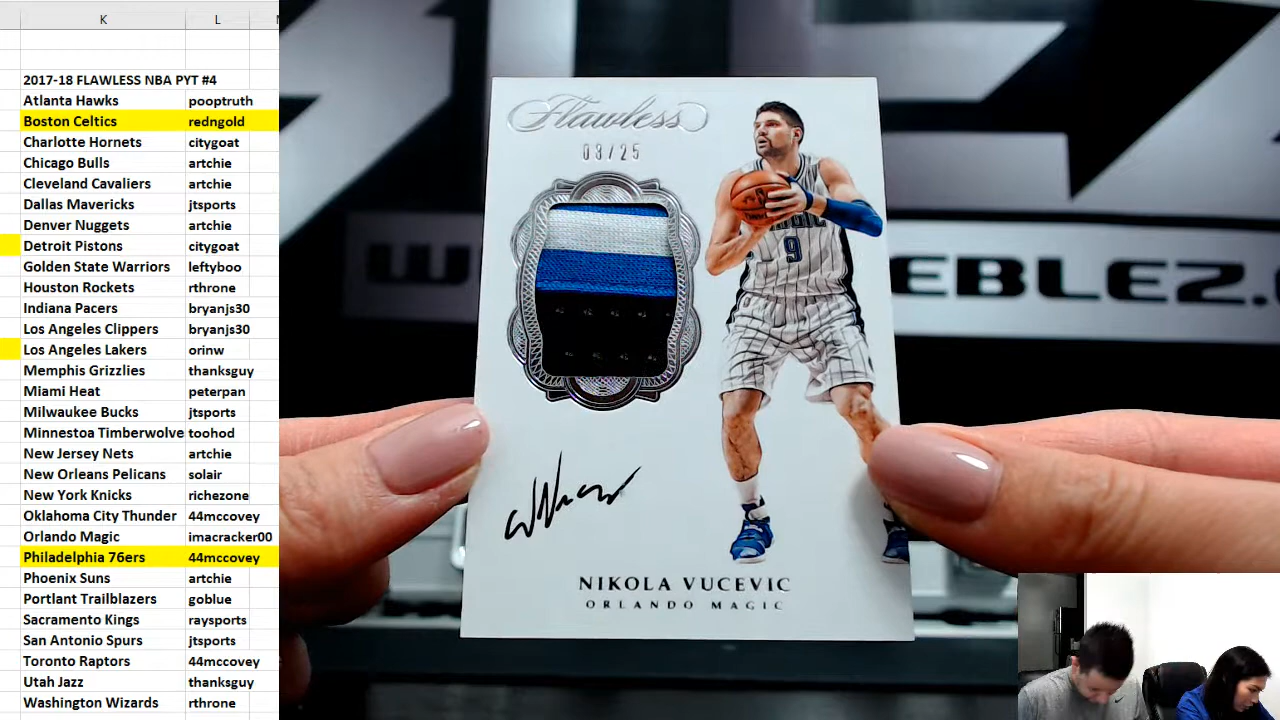 K L
2017-18 FLAWLESS NBA PYT #4
Atlanta Hawks pooptruth
Boston Celtics redngold
Charlotte Hornets citygoat
Chicago Bulls artchie
Cleveland Cavaliers artchie
Dallas Mavericks jtsports
Denver Nuggets artchie
Detroit Pistons citygoat
Golden State Warriors leftyboo
Houston Rockets rthrone
Indiana Pacers bryanjs30
Los Angeles Clippers bryanjs30
Los Angeles Lakers orinw
Memphis Grizzlies thanksguy
Miami Heat peterpan
Milwaukee Bucks jtsports
Minnestoa Timberwolve toohod
New Jersey Nets artchie
New Orleans Pelicans solair
New York Knicks richezone
Oklahoma City Thunder 44mccovey
Orlando Magic imacracker00
Philadelphia 76ers 44mccovey
Phoenix Suns artchie
Portlant Trailblazers goblue
Sacramento Kings raysports
San Antonio Spurs jtsports
Toronto Raptors 44mccovey
Utah Jazz thanksguy
Washington Wizards rthrone
Flawless
03/25
9
NIKOLA VUCEVIC
ORLANDO MAGIC
EBLEZ.